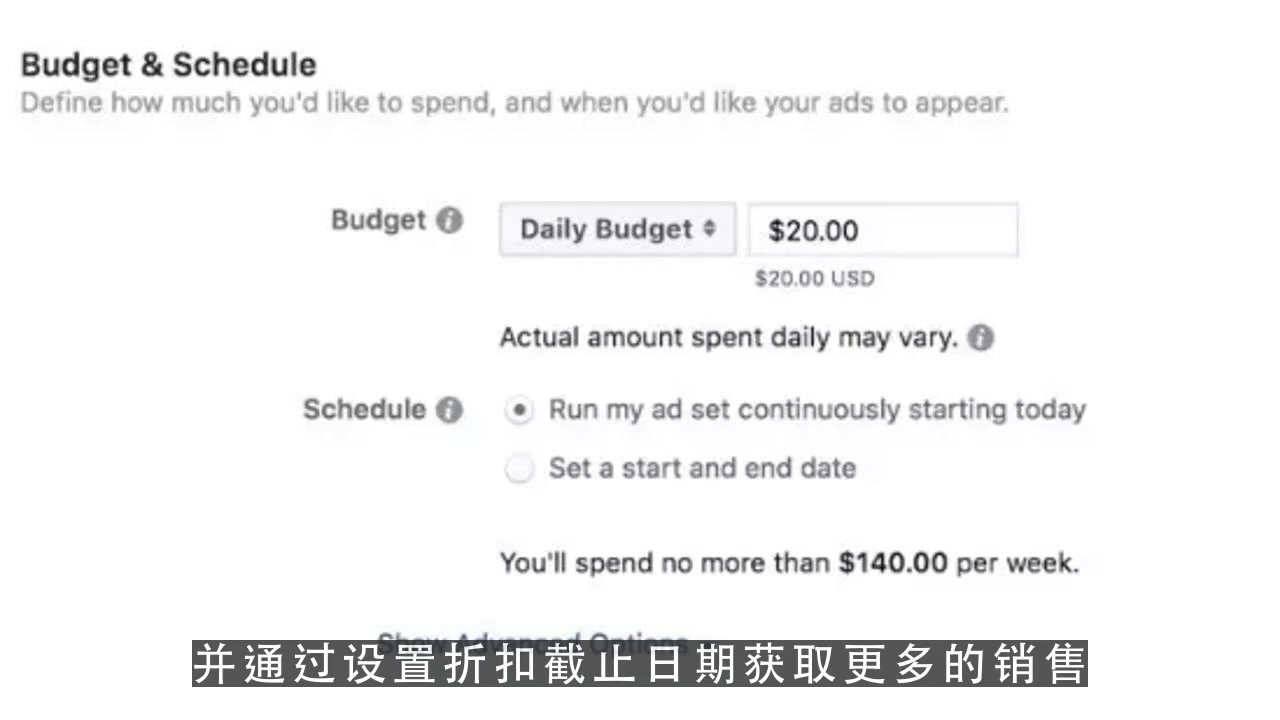 Budget & Schedule
Define how much you'd like to spend, and when you'd like your ads to appear.
Budget
Daily Budget
$20.00
$20.00 USD
Actual amount spent daily may vary.
Schedule
Run my ad set continuously starting today
Set a start and end date
You'll spend no more than $140.00 per week.
Show Advanced Options
并通过设置折扣截止日期获取更多的销售